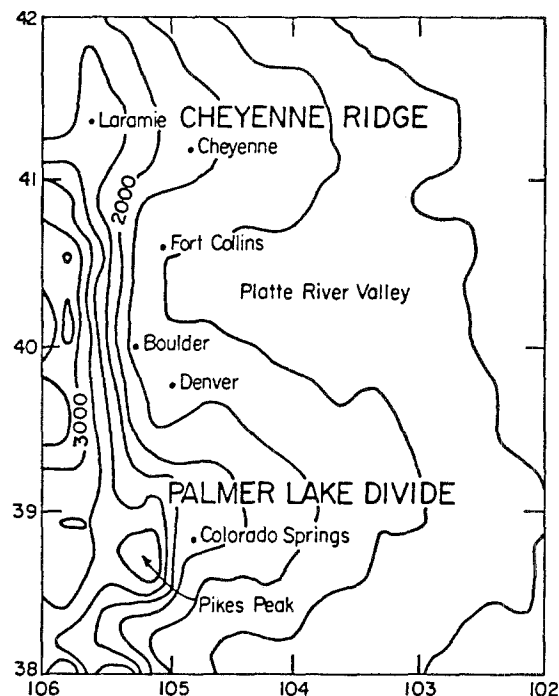 42
Laramie CHEYENNE RIDGE
Cheyenne
41
2000
Fort Collins
Platte River Valley
40
Boulder
Denver
3000
39
PALMER LAKE DIVIDE
Colorado Springs
Pikes Peak
38
106 105 104 103 102